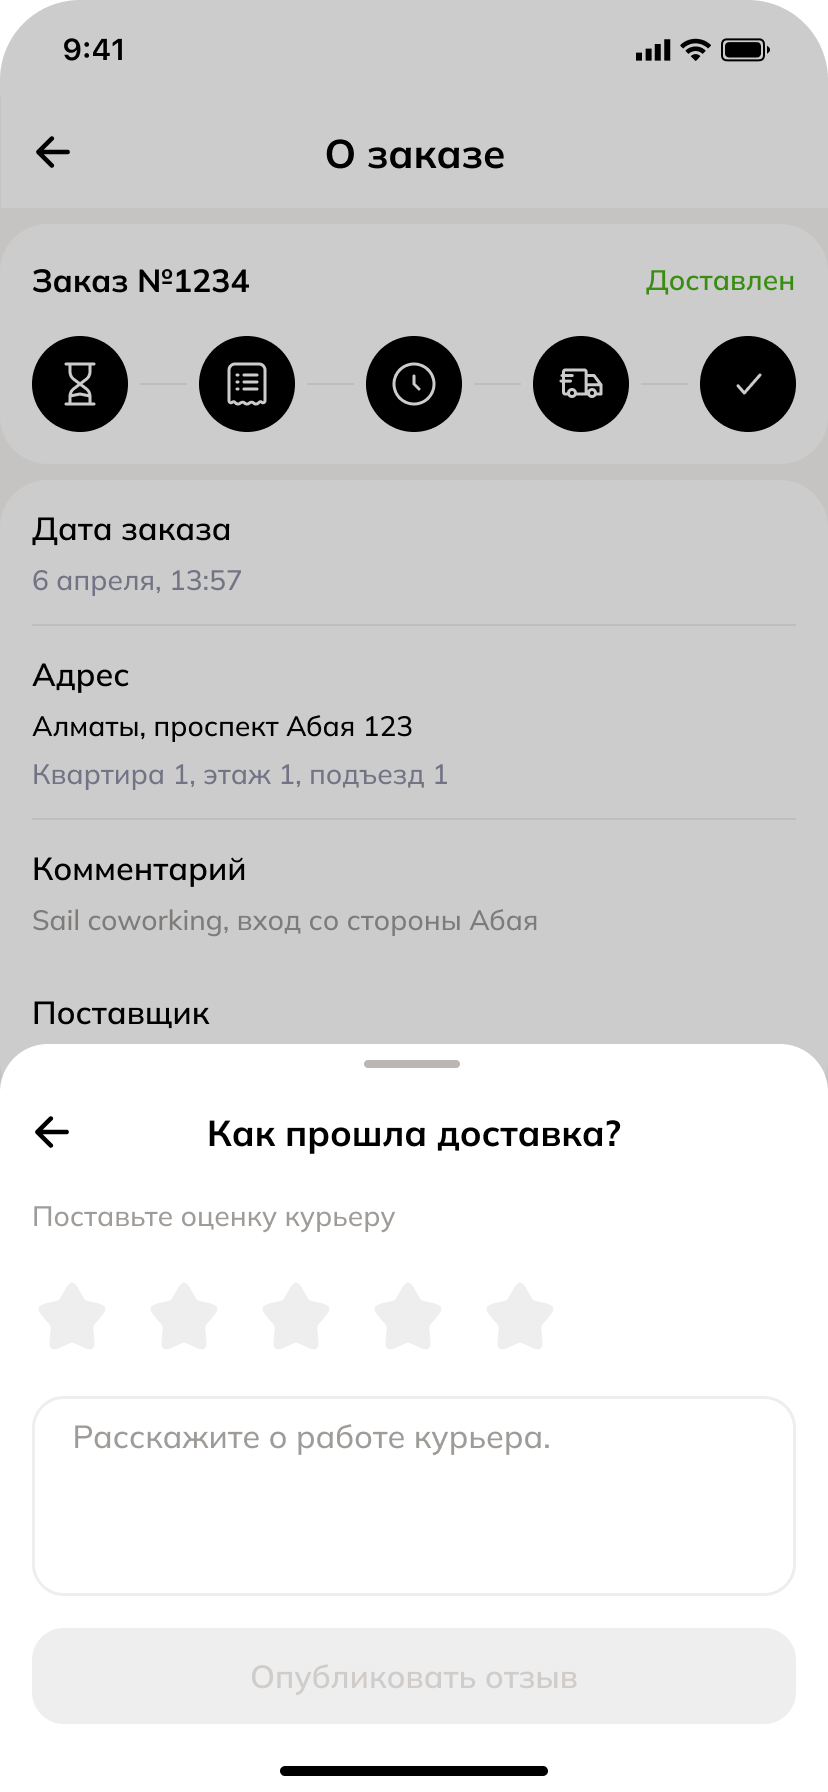 9:41
О заказе
Заказ №1234
Доставлен
Дата заказа
6 апреля, 13:57
Адрес
Алматы, проспект Абая 123
Квартира 1, этаж 1, подъезд 1
Комментарий
Sail coworking, вход со стороны Абая
Поставщик
Как прошла доставка?
Поставьте оценку курьеру
Расскажите о работе курьера.
Опубликовать отзыв